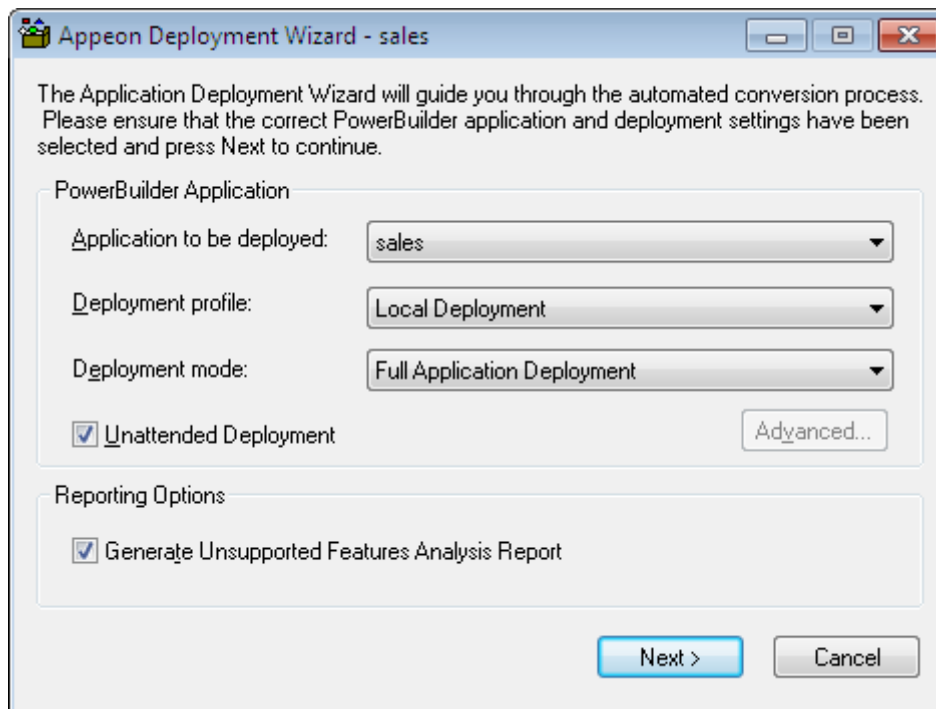 Appeon Deployment Wizard - sales
The Application Deployment Wizard will guide you through the automated conversion process.
Please ensure that the correct PowerBuilder application and deployment settings have been
selected and press Next to continue.
PowerBuilder Application
Application to be deployed: sales
Deployment profile: Local Deployment
Deployment mode: Full Application Deployment
Unattended Deployment Advanced...
Reporting Options
Generate Unsupported Features Analysis Report
Next > Cancel